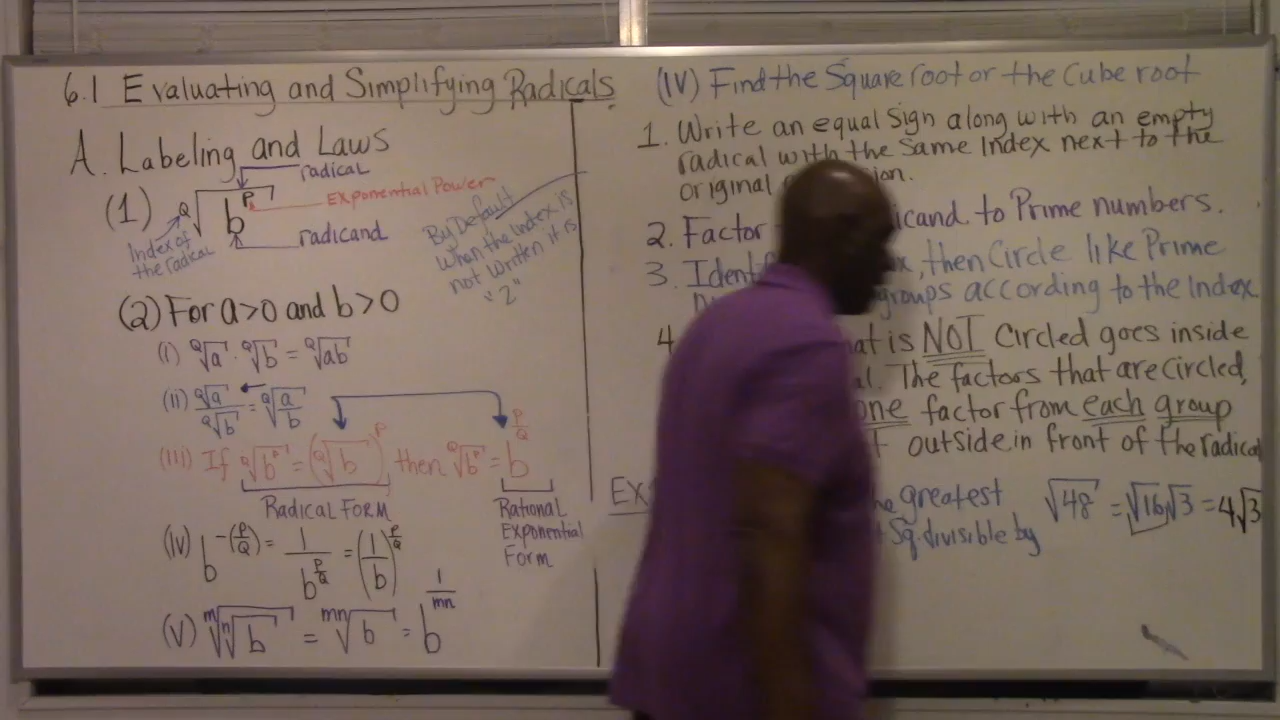 6.1 Evaluating and Simplifying Radicals
A. Labeling and Laws
radical
(1) Q√b^P
Exponential Power
Index of
the radical
radicand
By Default
when the Index is
not written it is
"2"
(2) For a>0 and b>0
(i) ᵠ√a · ᵠ√b = ᵠ√ab
(ii) ᵠ√a / ᵠ√b = ᵠ√(a/b)
(iii) If ᵠ√b^P = (ᵠ√b)^P, then ᵠ√b^P = b^(P/Q)
Radical Form
Rational
Exponential
Form
(iv) b^-(P/Q) = 1/b^(P/Q) = (1/b)^(P/Q)
(v) m√n√b = mn√b = b^(1/mn)
(IV) Find the Square root or the Cube root
1. Write an equal sign along with an empty
radical with the same Index next to the
original
2. Factor to Prime numbers.
3. then Circle like Prime
groups according to the Index
4 is NOT Circled goes inside
The factors that are circled,
one factor from each group
outside in front of the radical
Ex
greatest
Sq. divisible by
√48 = √16 √3 = 4√3